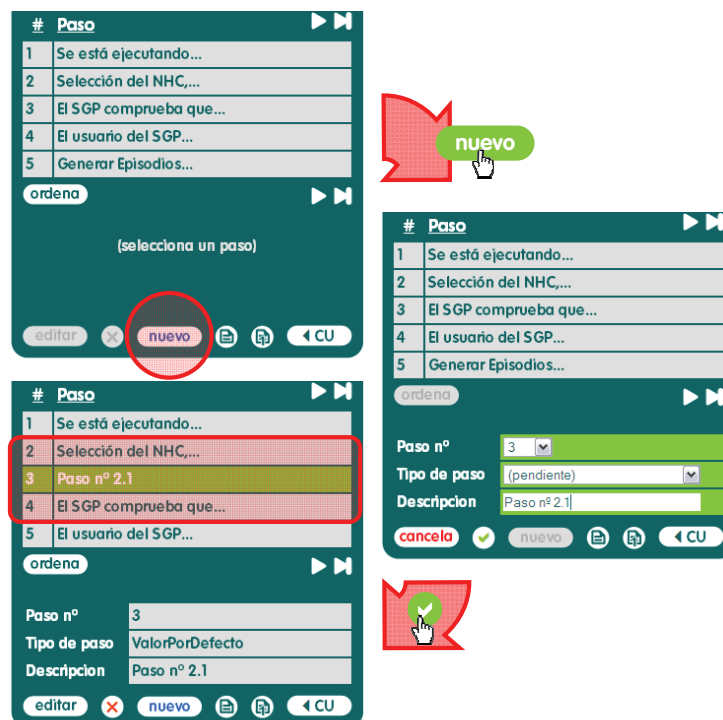 # Paso
1 Se está ejecutando...
2 Selección del NHC,...
3 El SGP comprueba que...
4 El usuario del SGP...
5 Generar Episodios...
ordena
(selecciona un paso)
editar nuevo CU
nuevo
# Paso
1 Se está ejecutando...
2 Selección del NHC,...
3 El SGP comprueba que...
4 El usuario del SGP...
5 Generar Episodios...
ordena
Paso nº 3
Tipo de paso (pendiente)
Descripcion Paso nº 2.1
cancela nuevo CU
# Paso
1 Se está ejecutando...
2 Selección del NHC,...
3 Paso nº 2.1
4 El SGP comprueba que...
5 El usuario del SGP...
ordena
Paso nº 3
Tipo de paso ValorPorDefecto
Descripcion Paso nº 2.1
editar nuevo CU